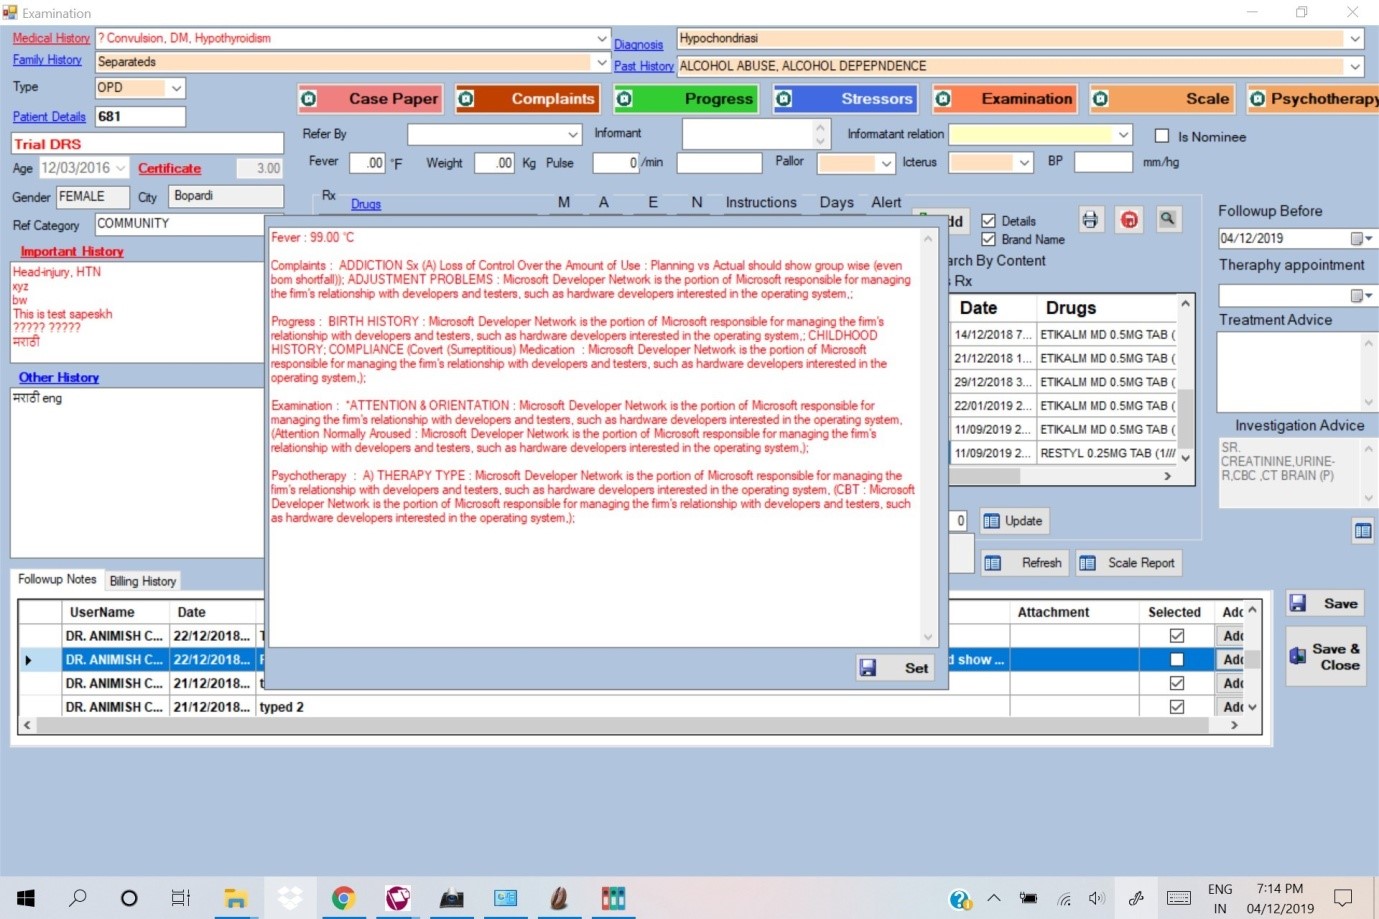 Examination
Medical History ? Convulsion, DM, Hypothyroidism
Diagnosis Hypochondriasi
Family History Separateds
Past History ALCOHOL ABUSE, ALCOHOL DEPEPNDENCE
Type OPD
Case Paper Complaints Progress Stressors Examination Scale Psychotherapy
Patient Details 681
Refer By Informant Informatant relation Is Nominee
Trial DRS
Fever .00 °F Weight .00 Kg Pulse 0 /min Pallor Icterus BP mm/hg
Age 12/03/2016 Certificate 3.00
Gender FEMALE City Bopardi
Rx Drugs M A E N Instructions Days Alert
Ref Category COMMUNITY
dd Details
Brand Name
arch By Content
s Rx
Followup Before
04/12/2019
Theraphy appointment
Treatment Advice
Investigation Advice
SR.
CREATININE,URINE-
R,CBC ,CT BRAIN (P)
Important History
Head-injury, HTN
xyz
bw
This is test sapeskh
????? ?????
मराठी
Other History
मराठी eng
Fever : 99.00 °C
Complaints : ADDICTION Sx (A) Loss of Control Over the Amount of Use : Planning vs Actual should show group wise (even
bom shortfall)); ADJUSTMENT PROBLEMS : Microsoft Developer Network is the portion of Microsoft responsible for managing
the firm's relationship with developers and testers, such as hardware developers interested in the operating system,;
Progress : BIRTH HISTORY : Microsoft Developer Network is the portion of Microsoft responsible for managing the firm's
relationship with developers and testers, such as hardware developers interested in the operating system,; CHILDHOOD
HISTORY; COMPLIANCE (Covert (Surreptitious) Medication : Microsoft Developer Network is the portion of Microsoft
responsible for managing the firm's relationship with developers and testers, such as hardware developers interested in the
operating system,);
Examination : *ATTENTION & ORIENTATION : Microsoft Developer Network is the portion of Microsoft responsible for
managing the firm's relationship with developers and testers, such as hardware developers interested in the operating system,
(Attention Normally Aroused : Microsoft Developer Network is the portion of Microsoft responsible for managing the firm's
relationship with developers and testers, such as hardware developers interested in the operating system,);
Psychotherapy : A) THERAPY TYPE : Microsoft Developer Network is the portion of Microsoft responsible for managing the
firm's relationship with developers and testers, such as hardware developers interested in the operating system, (CBT : Microsoft
Developer Network is the portion of Microsoft responsible for managing the firm's relationship with developers and testers, such
as hardware developers interested in the operating system,);
Set
Date Drugs
14/12/2018 7... ETIKALM MD 0.5MG TAB (
21/12/2018 1... ETIKALM MD 0.5MG TAB (
29/12/2018 3... ETIKALM MD 0.5MG TAB (
22/01/2019 2... ETIKALM MD 0.5MG TAB (
11/09/2019 2... ETIKALM MD 0.5MG TAB (
11/09/2019 2... RESTYL 0.25MG TAB (1///
0 Update
Refresh Scale Report
Followup Notes Billing History
UserName Date Attachment Selected Adc
DR. ANIMISH C... 22/12/2018... Adc
DR. ANIMISH C... 22/12/2018... d show ... Adc
DR. ANIMISH C... 21/12/2018... t Adc
DR. ANIMISH C... 21/12/2018... typed 2 Adc
Save
Save &
Close
ENG
IN
7:14 PM
04/12/2019